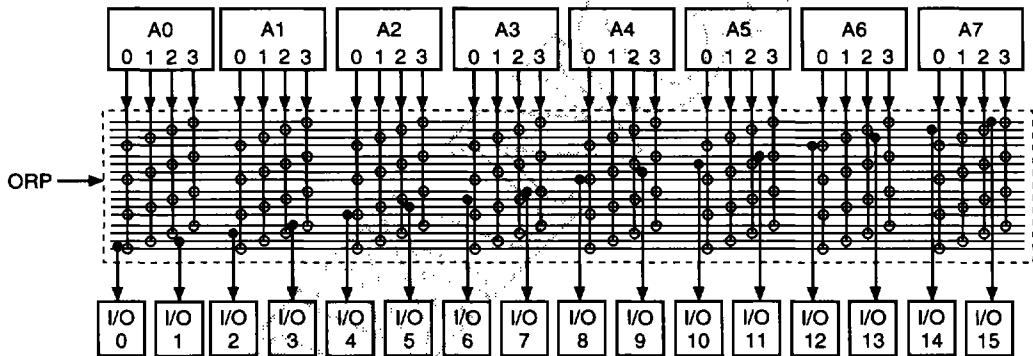 A0 A1 A2 A3 A4 A5 A6 A7
0 1 2 3 0 1 2 3 0 1 2 3 0 1 2 3 0 1 2 3 0 1 2 3 0 1 2 3 0 1 2 3
ORP
I/O I/O I/O I/O I/O I/O I/O I/O I/O I/O I/O I/O I/O I/O I/O I/O
0 1 2 3 4 5 6 7 8 9 10 11 12 13 14 15